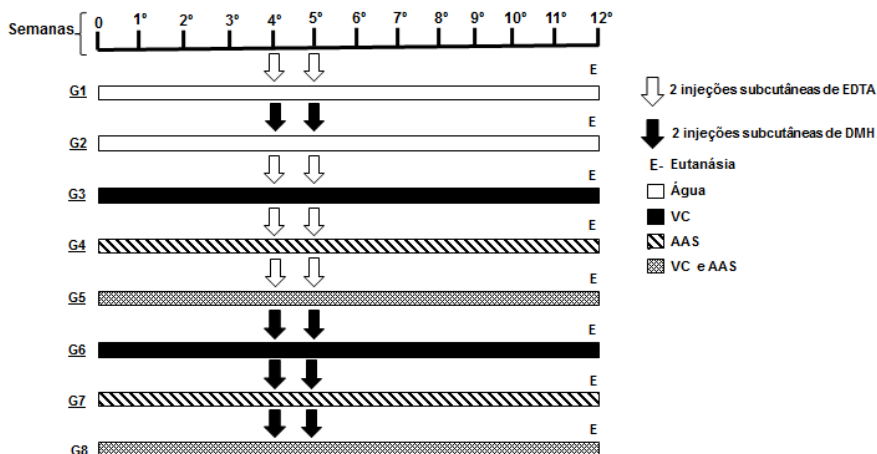 Semanas
0 1° 2° 3° 4° 5° 6° 7° 8° 9° 10° 11° 12°
E
G1
E
G2
E
G3
E
G4
E
G5
E
G6
E
G7
E
G8
2 injeções subcutâneas de EDTA
2 injeções subcutâneas de DMH
E- Eutanásia
Água
VC
AAS
VC e AAS